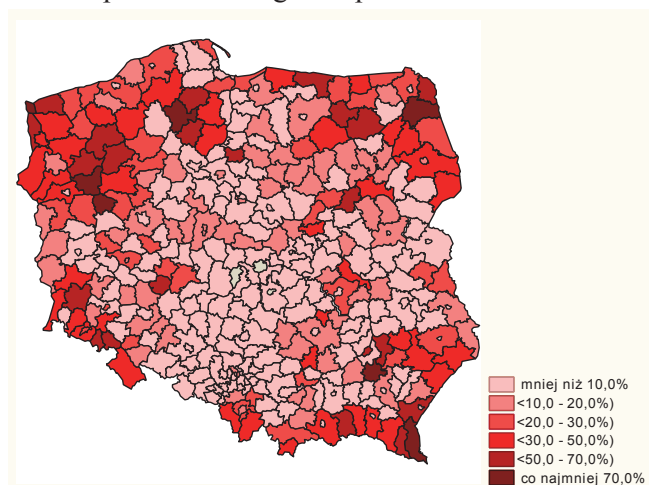 mniej niż 10,0%
<10,0 - 20,0%)
<20,0 - 30,0%)
<30,0 - 50,0%)
<50,0 - 70,0%)
co najmniej 70,0%